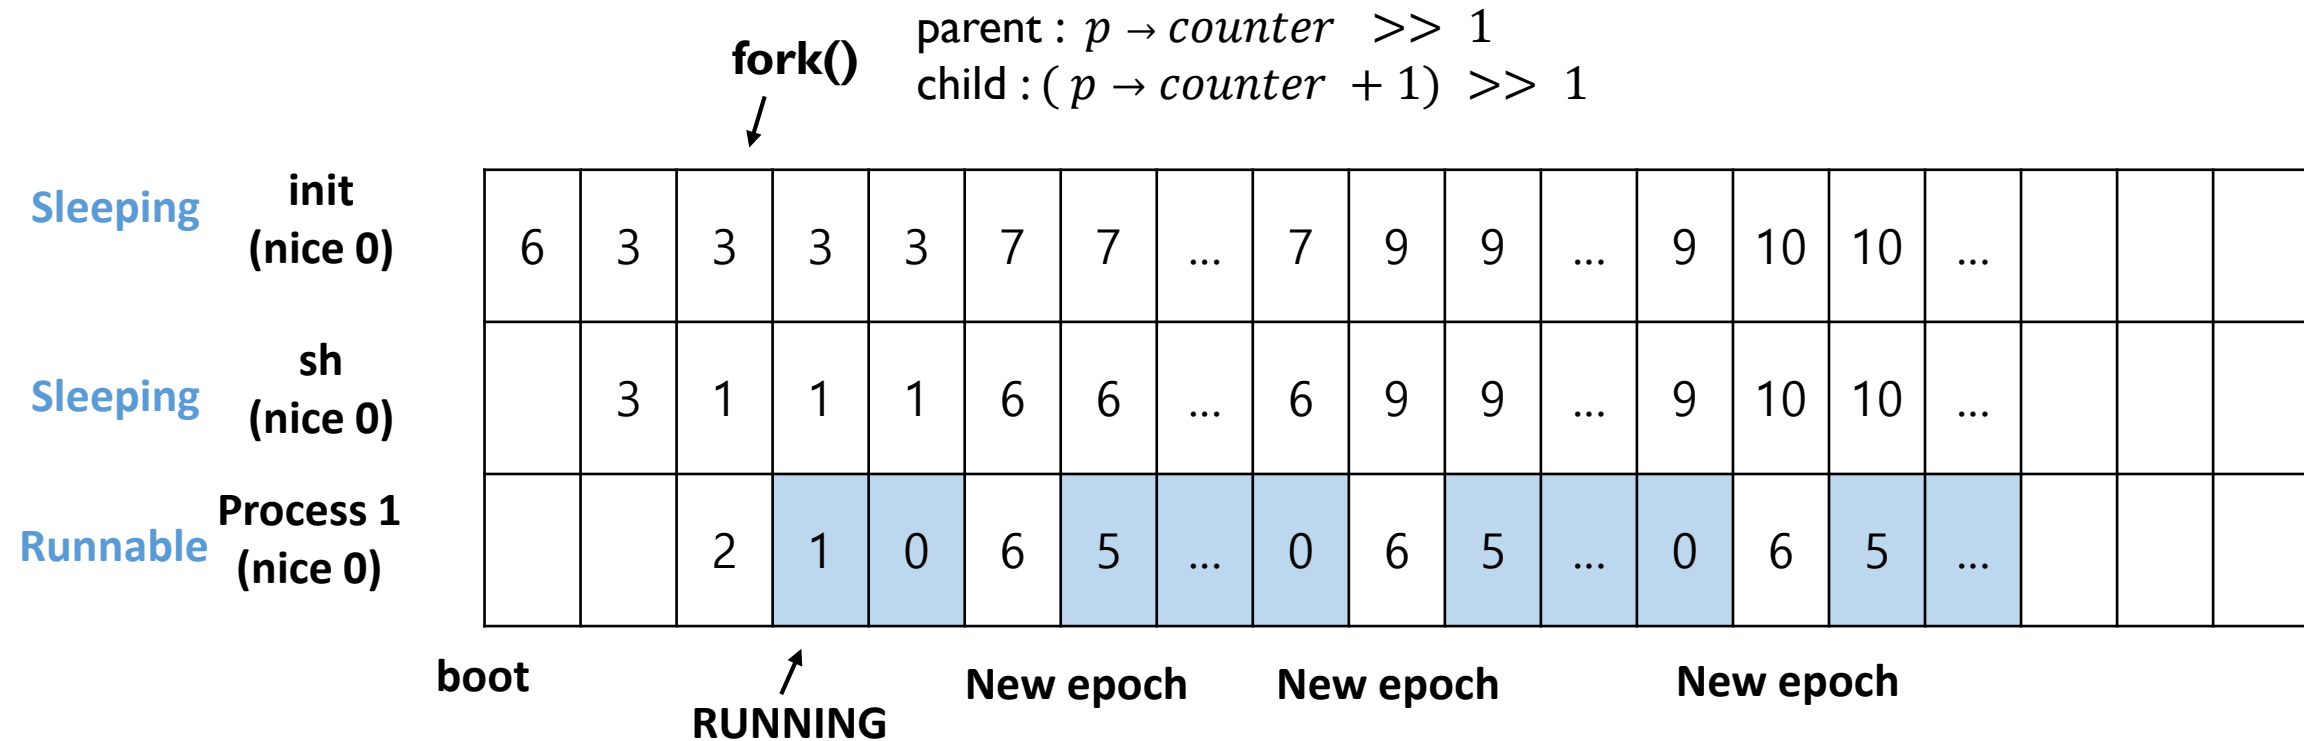 parent : p → counter >> 1
fork()
child : ( p → counter + 1) >> 1
Sleeping
init
(nice 0)
6 3 3 3 3 7 7 ... 7 9 9 ... 9 10 10 ...
Sleeping
sh
(nice 0)
3 1 1 1 6 6 ... 6 9 9 ... 9 10 10 ...
Runnable
Process 1
(nice 0)
2 1 0 6 5 ... 0 6 5 ... 0 6 5 ...
boot
RUNNING
New epoch
New epoch
New epoch